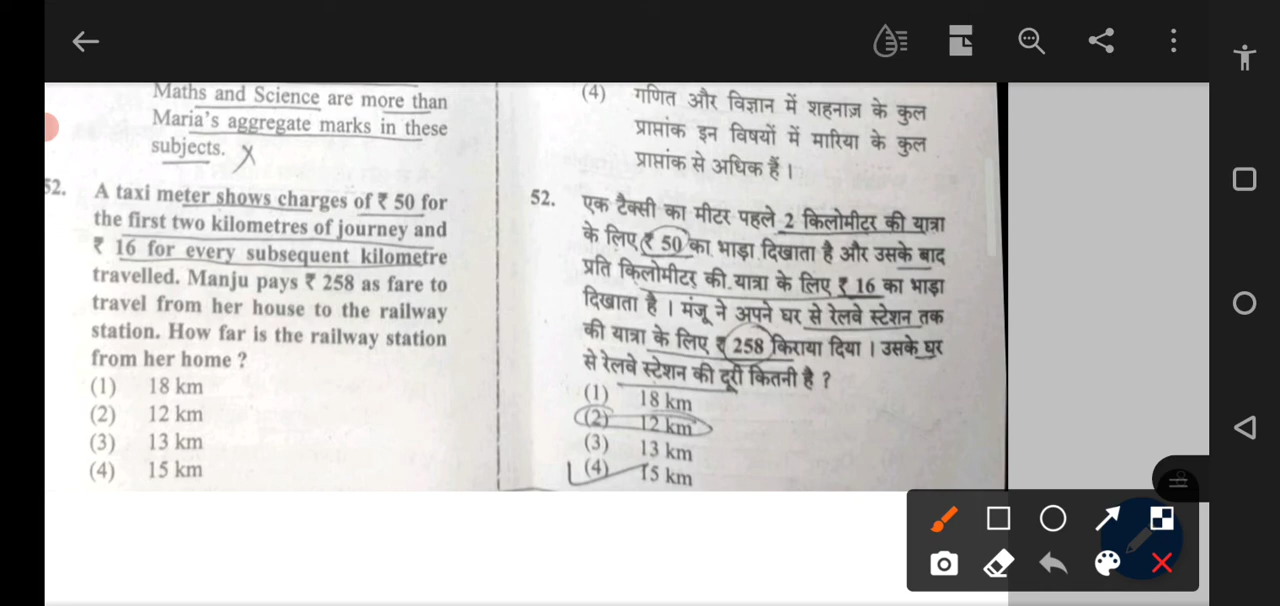 Maths and Science are more than
Maria's aggregate marks in these
subjects. X
52. A taxi meter shows charges of ₹ 50 for
the first two kilometres of journey and
₹ 16 for every subsequent kilometre
travelled. Manju pays ₹ 258 as fare to
travel from her house to the railway
station. How far is the railway station
from her home ?
(1) 18 km
(2) 12 km
(3) 13 km
(4) 15 km
(4) गणित और विज्ञान में शहनाज़ के कुल
प्राप्तांक इन विषयों में मारिया के कुल
प्राप्तांक से अधिक हैं ।
52. एक टैक्सी का मीटर पहले 2 किलोमीटर की यात्रा
के लिए ₹ 50 का भाड़ा दिखाता है और उसके बाद
प्रति किलोमीटर की यात्रा के लिए ₹ 16 का भाड़ा
दिखाता है । मंजू ने अपने घर से रेलवे स्टेशन तक
की यात्रा के लिए ₹ 258 किराया दिया । उसके घर
से रेलवे स्टेशन की दूरी कितनी है ?
(1) 18 km
(2) 12 km
(3) 13 km
(4) 15 km